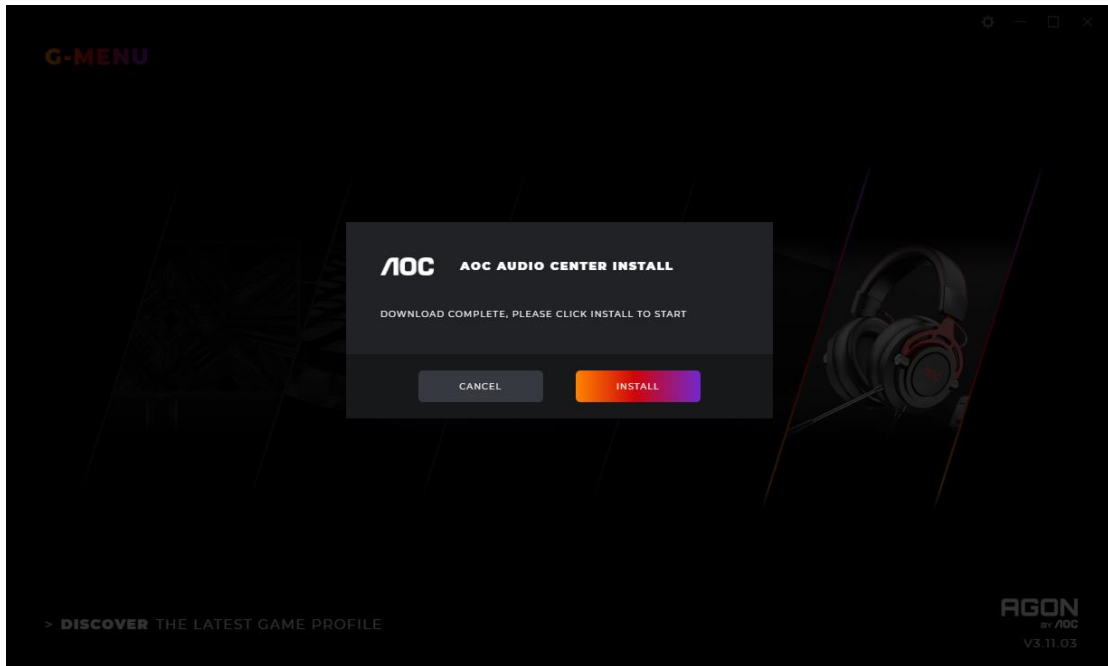 G-MENU
AOC AOC AUDIO CENTER INSTALL
DOWNLOAD COMPLETE, PLEASE CLICK INSTALL TO START
CANCEL INSTALL
> DISCOVER THE LATEST GAME PROFILE
AGON
BY AOC
V3.11.03